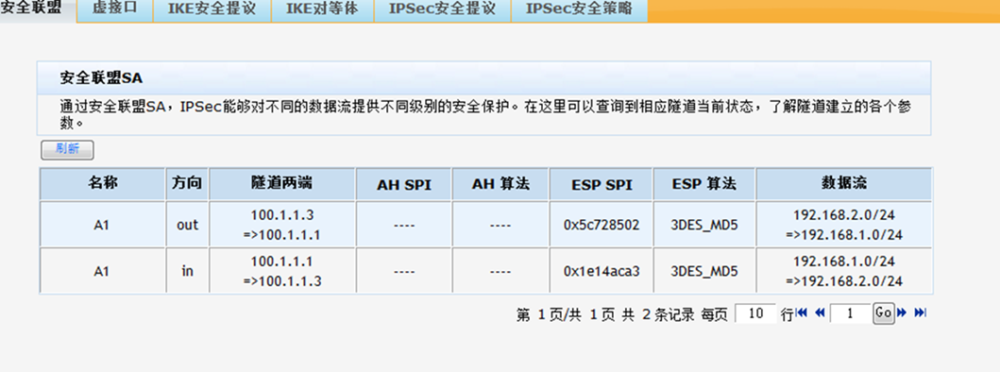 安全联盟 虚接口 IKE安全提议 IKE对等体 IPSec安全提议 IPSec安全策略
安全联盟SA
通过安全联盟SA，IPSec能够对不同的数据流提供不同级别的安全保护。在这里可以查询到相应隧道当前状态，了解隧道建立的各个参
数。
刷新
名称 方向 隧道两端 AH SPI AH 算法 ESP SPI ESP 算法 数据流
A1 out 100.1.1.3 =>100.1.1.1 ---- ---- 0x5c728502 3DES_MD5 192.168.2.0/24 =>192.168.1.0/24
A1 in 100.1.1.1 =>100.1.1.3 ---- ---- 0x1e14aca3 3DES_MD5 192.168.1.0/24 =>192.168.2.0/24
第 1 页/共 1 页 共 2 条记录 每页 10 行 1 Go